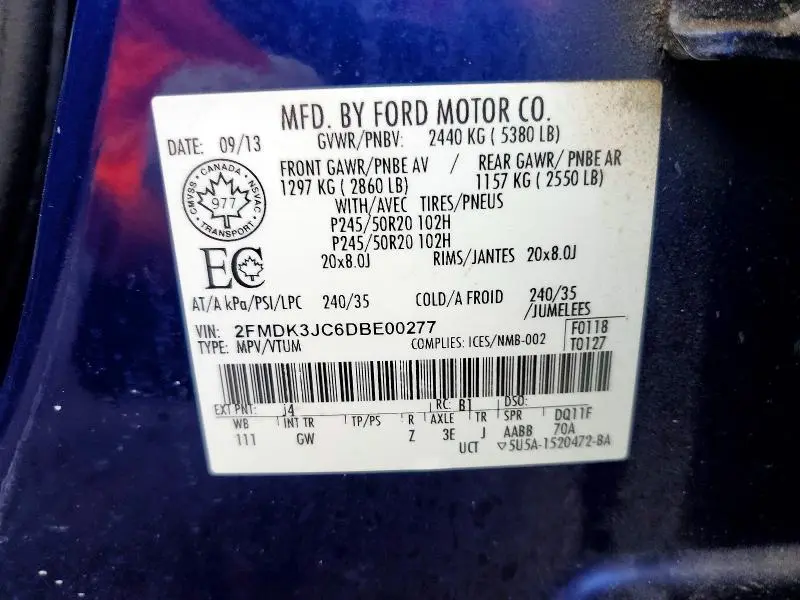 MFD. BY FORD MOTOR CO.
DATE: 09/13 GVWR/PNBV: 2440 KG ( 5380 LB)
FRONT GAWR/PNBE AV / REAR GAWR/ PNBE AR
1297 KG ( 2860 LB) 1157 KG ( 2550 LB)
WITH/AVEC TIRES/PNEUS
P245/50R20 102H
P245/50R20 102H
20x8.0J RIMS/JANTES 20x8.0J
CANADA
CMVSS NSVAC
977
TRANSPORT
EC
AT/A kPa/PSI/LPC 240/35 COLD/A FROID 240/35
/JUMELEES
VIN: 2FMDK3JC6DBE00277 F0118
TYPE: MPV/VTUM COMPLIES: ICES/NMB-002 T0127
EXT PNT: J4 RC: B1 DSO:
WB INT TR TP/PS R AXLE TR SPR DQ11F
111 GW Z 3E J AABB 70A
UCT 5U5A-1520472-BA